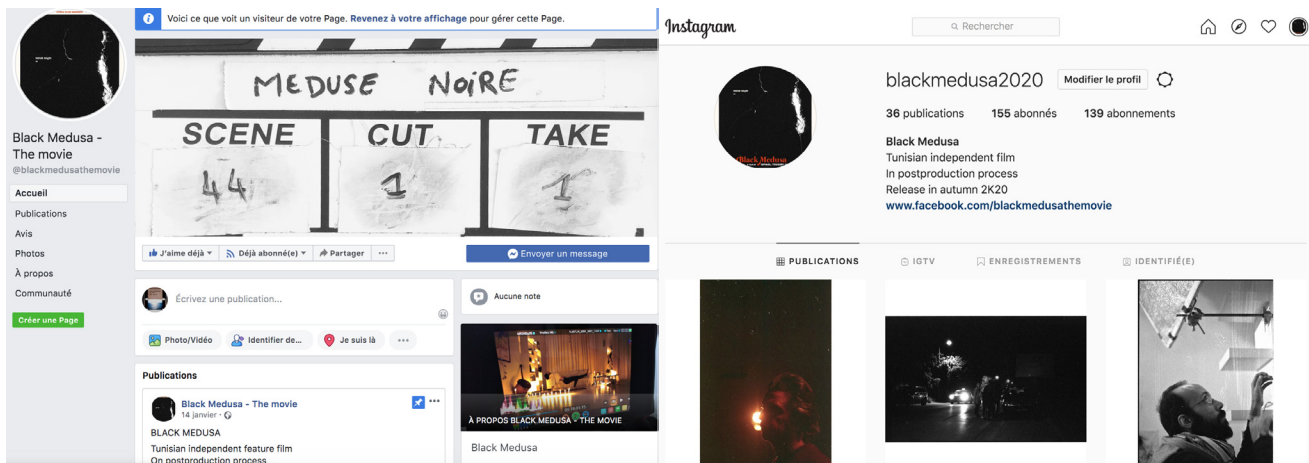 Voici ce que voit un visiteur de votre Page. Revenez à votre affichage pour gérer cette Page.
Black Medusa -
The movie
@blackmedusathemovie
Accueil
Publications
Avis
Photos
À propos
Communauté
Créer une Page
MEDUSE NOiRE
SCENE CUT TAKE
44 1 1
J'aime déjà
Déjà abonné(e)
Partager
Envoyer un message
Écrivez une publication...
Photo/Vidéo
Identifier de...
Je suis là
Publications
Black Medusa - The movie
14 janvier
BLACK MEDUSA
Tunisian independent feature film
On postproduction process
Aucune note
À PROPOS BLACK MEDUSA - THE MOVIE
Black Medusa
Instagram
Rechercher
Black Medusa
blackmedusa2020 Modifier le profil
36 publications 155 abonnés 139 abonnements
Black Medusa
Tunisian independent film
In postproduction process
Release in autumn 2K20
www.facebook.com/blackmedusathemovie
PUBLICATIONS IGTV ENREGISTREMENTS IDENTIFIÉ(E)